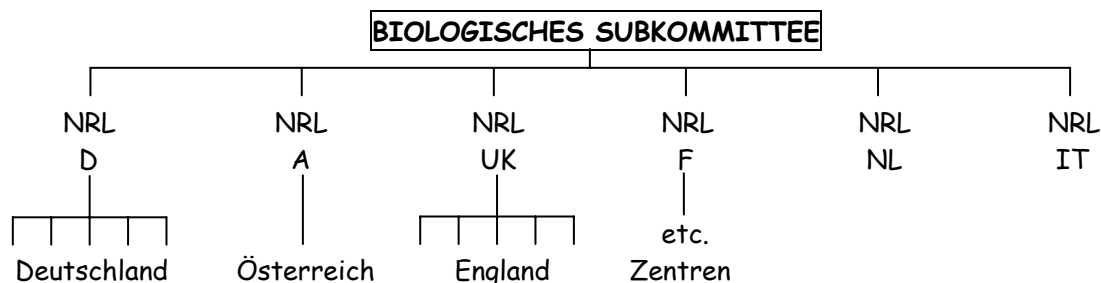 BIOLOGISCHES SUBKOMMITTEE
NRL NRL NRL NRL NRL NRL
D A UK F NL IT
etc.
Deutschland Österreich England Zentren